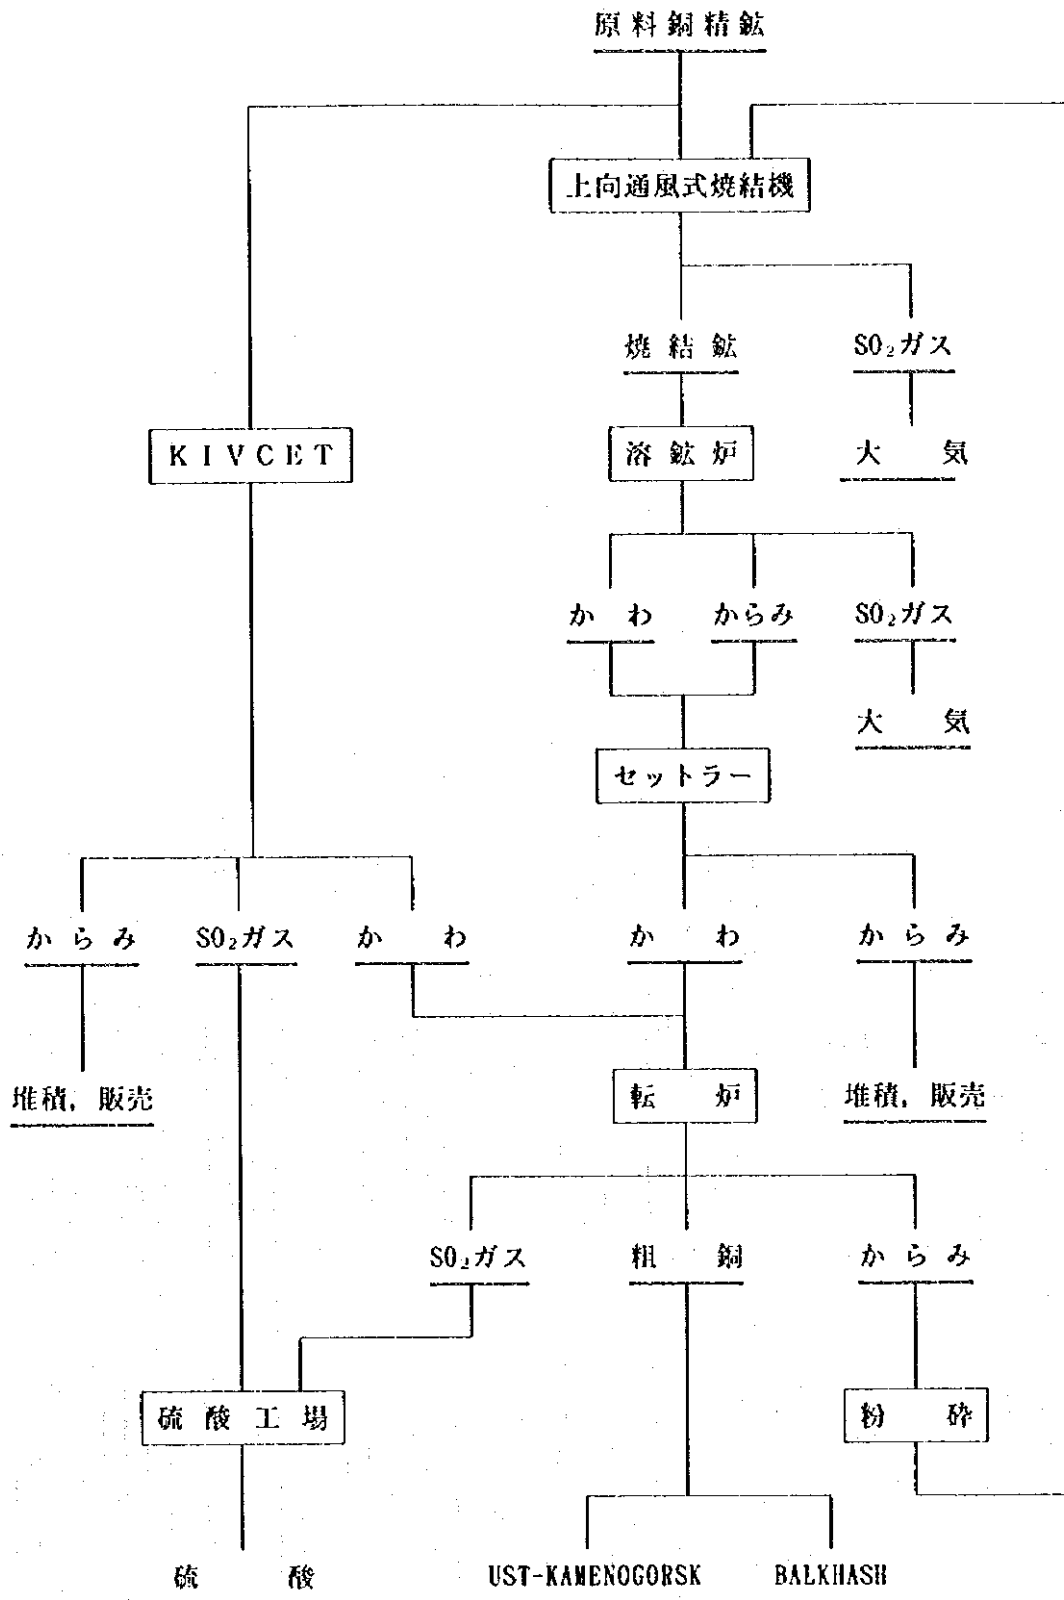 原料銅精鉱
上向通風式焼結機
焼結鉱 SO₂ガス
KIVCET 溶鉱炉 大気
かわ からみ SO₂ガス
大気
セットラー
からみ SO₂ガス かわ かわ からみ
堆積，販売 転炉 堆積，販売
SO₂ガス 粗銅 からみ
硫酸工場 粉砕
硫酸 UST-KAMENOGORSK BALKHASH